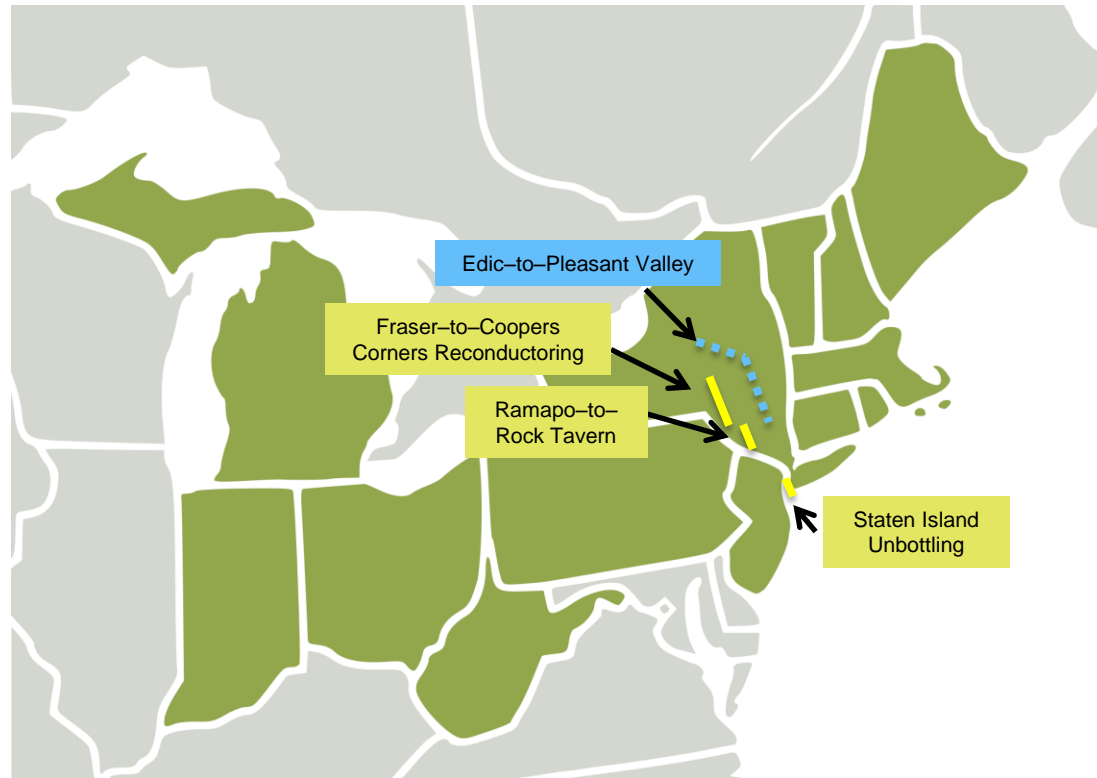 Edic–to–Pleasant Valley
Fraser–to–Coopers
Corners Reconductoring
Ramapo–to–
Rock Tavern
Staten Island
Unbottling